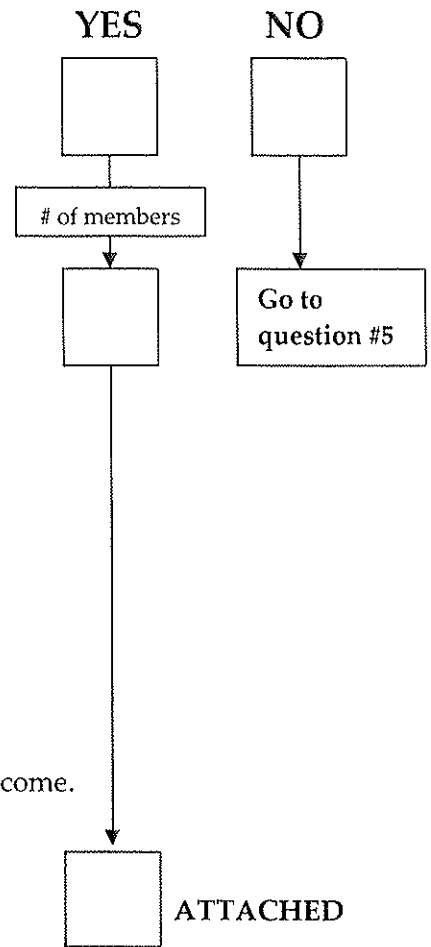 YES NO
# of members
Go to
question #5
come.
ATTACHED